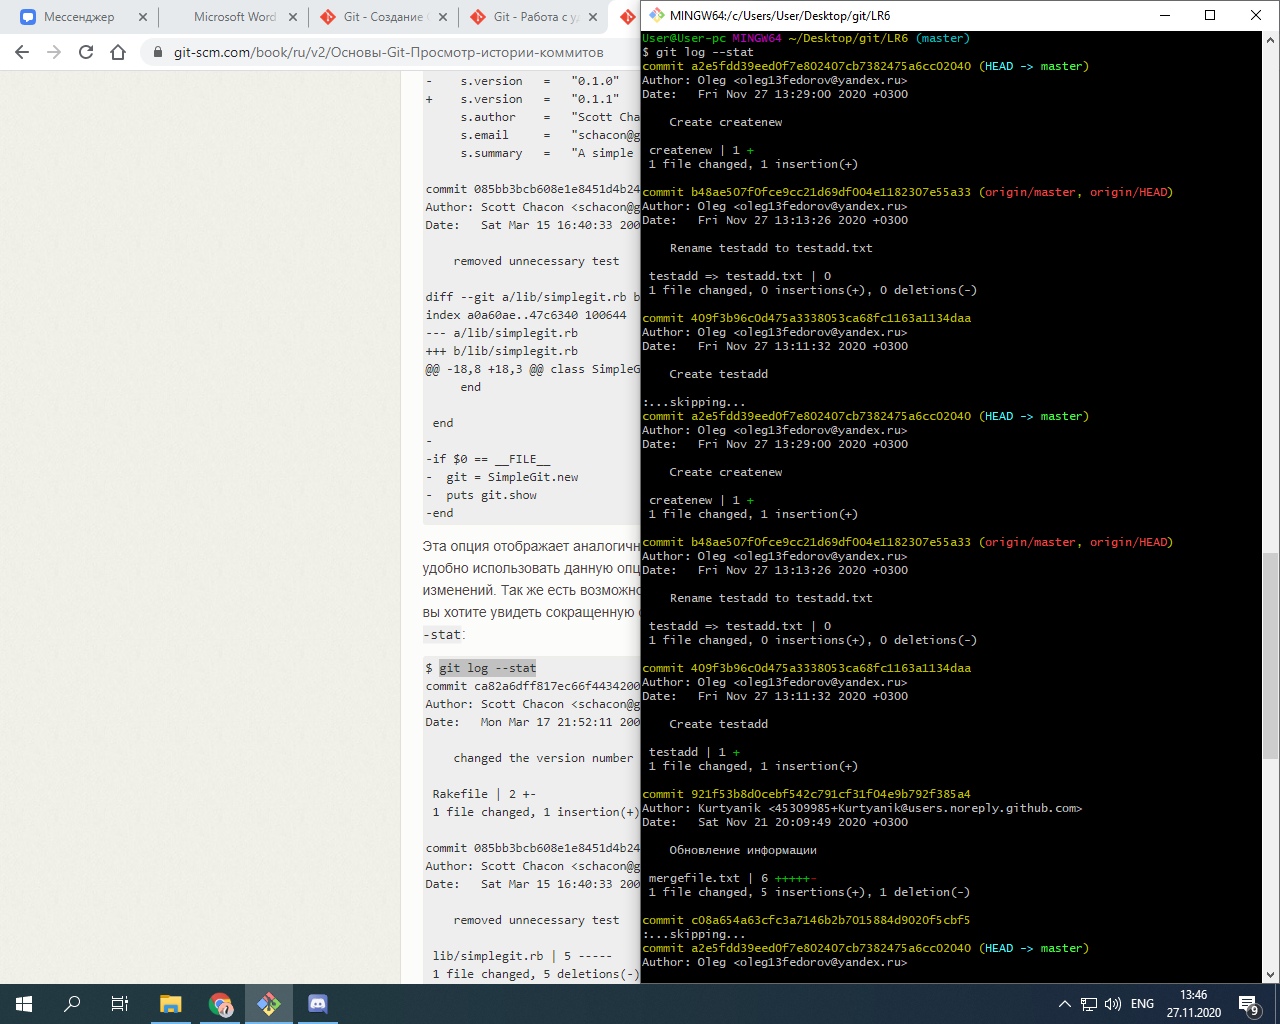 Мессенджер
Microsoft Word
Git - Создание
Git - Работа с у
git-scm.com/book/ru/v2/Основы-Git-Просмотр-истории-коммитов
- s.version = "0.1.0"
+ s.version = "0.1.1"
s.author = "Scott Cha
s.email = "schacon@g
s.summary = "A simple
commit 085bb3bcb608e1e8451d4b24
Author: Scott Chacon <schacon@g
Date: Sat Mar 15 16:40:33 200
removed unnecessary test
diff --git a/lib/simplegit.rb b
index a0a60ae..47c6340 100644
--- a/lib/simplegit.rb
+++ b/lib/simplegit.rb
@@ -18,8 +18,3 @@ class SimpleG
end
end
-
-if $0 == __FILE__
- git = SimpleGit.new
- puts git.show
-end
Эта опция отображает аналогичн
удобно использовать данную опц
изменений. Так же есть возможно
вы хотите увидеть сокращенную
-stat:
$ git log --stat
commit ca82a6dff817ec66f4434200
Author: Scott Chacon <schacon@g
Date: Mon Mar 17 21:52:11 200
changed the version number
Rakefile | 2 +-
1 file changed, 1 insertion(+)
commit 085bb3bcb608e1e8451d4b24
Author: Scott Chacon <schacon@g
Date: Sat Mar 15 16:40:33 200
removed unnecessary test
lib/simplegit.rb | 5 -----
1 file changed, 5 deletions(-)
MINGW64:/c/Users/User/Desktop/git/LR6
User@User-pc MINGW64 ~/Desktop/git/LR6 (master)
$ git log --stat
commit a2e5fdd39eed0f7e802407cb7382475a6cc02040 (HEAD -> master)
Author: Oleg <oleg13fedorov@yandex.ru>
Date: Fri Nov 27 13:29:00 2020 +0300
Create createnew
createnew | 1 +
1 file changed, 1 insertion(+)
commit b48ae507f0fce9cc21d69df004e1182307e55a33 (origin/master, origin/HEAD)
Author: Oleg <oleg13fedorov@yandex.ru>
Date: Fri Nov 27 13:13:26 2020 +0300
Rename testadd to testadd.txt
testadd => testadd.txt | 0
1 file changed, 0 insertions(+), 0 deletions(-)
commit 409f3b96c0d475a3338053ca68fc1163a1134daa
Author: Oleg <oleg13fedorov@yandex.ru>
Date: Fri Nov 27 13:11:32 2020 +0300
Create testadd
:...skipping...
commit a2e5fdd39eed0f7e802407cb7382475a6cc02040 (HEAD -> master)
Author: Oleg <oleg13fedorov@yandex.ru>
Date: Fri Nov 27 13:29:00 2020 +0300
Create createnew
createnew | 1 +
1 file changed, 1 insertion(+)
commit b48ae507f0fce9cc21d69df004e1182307e55a33 (origin/master, origin/HEAD)
Author: Oleg <oleg13fedorov@yandex.ru>
Date: Fri Nov 27 13:13:26 2020 +0300
Rename testadd to testadd.txt
testadd => testadd.txt | 0
1 file changed, 0 insertions(+), 0 deletions(-)
commit 409f3b96c0d475a3338053ca68fc1163a1134daa
Author: Oleg <oleg13fedorov@yandex.ru>
Date: Fri Nov 27 13:11:32 2020 +0300
Create testadd
testadd | 1 +
1 file changed, 1 insertion(+)
commit 921f53b8d0cebf542c791cf31f04e9b792f385a4
Author: Kurtyanik <45309985+Kurtyanik@users.noreply.github.com>
Date: Sat Nov 21 20:09:49 2020 +0300
Обновление информации
mergefile.txt | 6 +++++-
1 file changed, 5 insertions(+), 1 deletion(-)
commit c08a654a63cfc3a7146b2b7015884d9020f5cbf5
:...skipping...
commit a2e5fdd39eed0f7e802407cb7382475a6cc02040 (HEAD -> master)
Author: Oleg <oleg13fedorov@yandex.ru>
ENG
13:46
27.11.2020
9